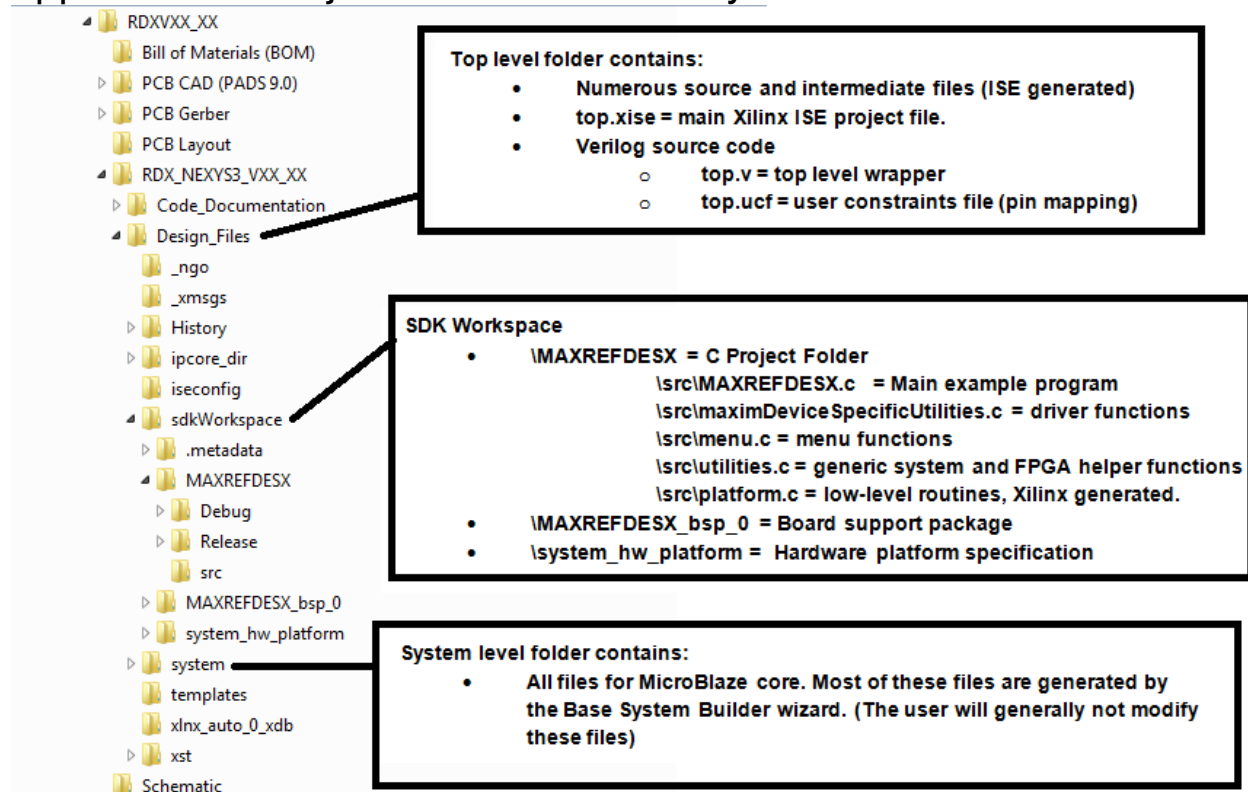 RDXVXX_XX
Bill of Materials (BOM)
PCB CAD (PADS 9.0)
PCB Gerber
PCB Layout
RDX_NEXYS3_VXX_XX
Code_Documentation
Design_Files
_ngo
_xmsgs
History
ipcore_dir
iseconfig
sdkWorkspace
.metadata
MAXREFDESX
Debug
Release
src
MAXREFDESX_bsp_0
system_hw_platform
system
templates
xlnx_auto_0_xdb
xst
Schematic
Top level folder contains:
• Numerous source and intermediate files (ISE generated)
• top.xise = main Xilinx ISE project file.
• Verilog source code
o top.v = top level wrapper
o top.ucf = user constraints file (pin mapping)
SDK Workspace
• \MAXREFDESX = C Project Folder
\src\MAXREFDESX.c = Main example program
\src\maximDeviceSpecificUtilities.c = driver functions
\src\menu.c = menu functions
\src\utilities.c = generic system and FPGA helper functions
\src\platform.c = low-level routines, Xilinx generated.
• \MAXREFDESX_bsp_0 = Board support package
• \system_hw_platform = Hardware platform specification
System level folder contains:
• All files for MicroBlaze core. Most of these files are generated by
the Base System Builder wizard. (The user will generally not modify
these files)